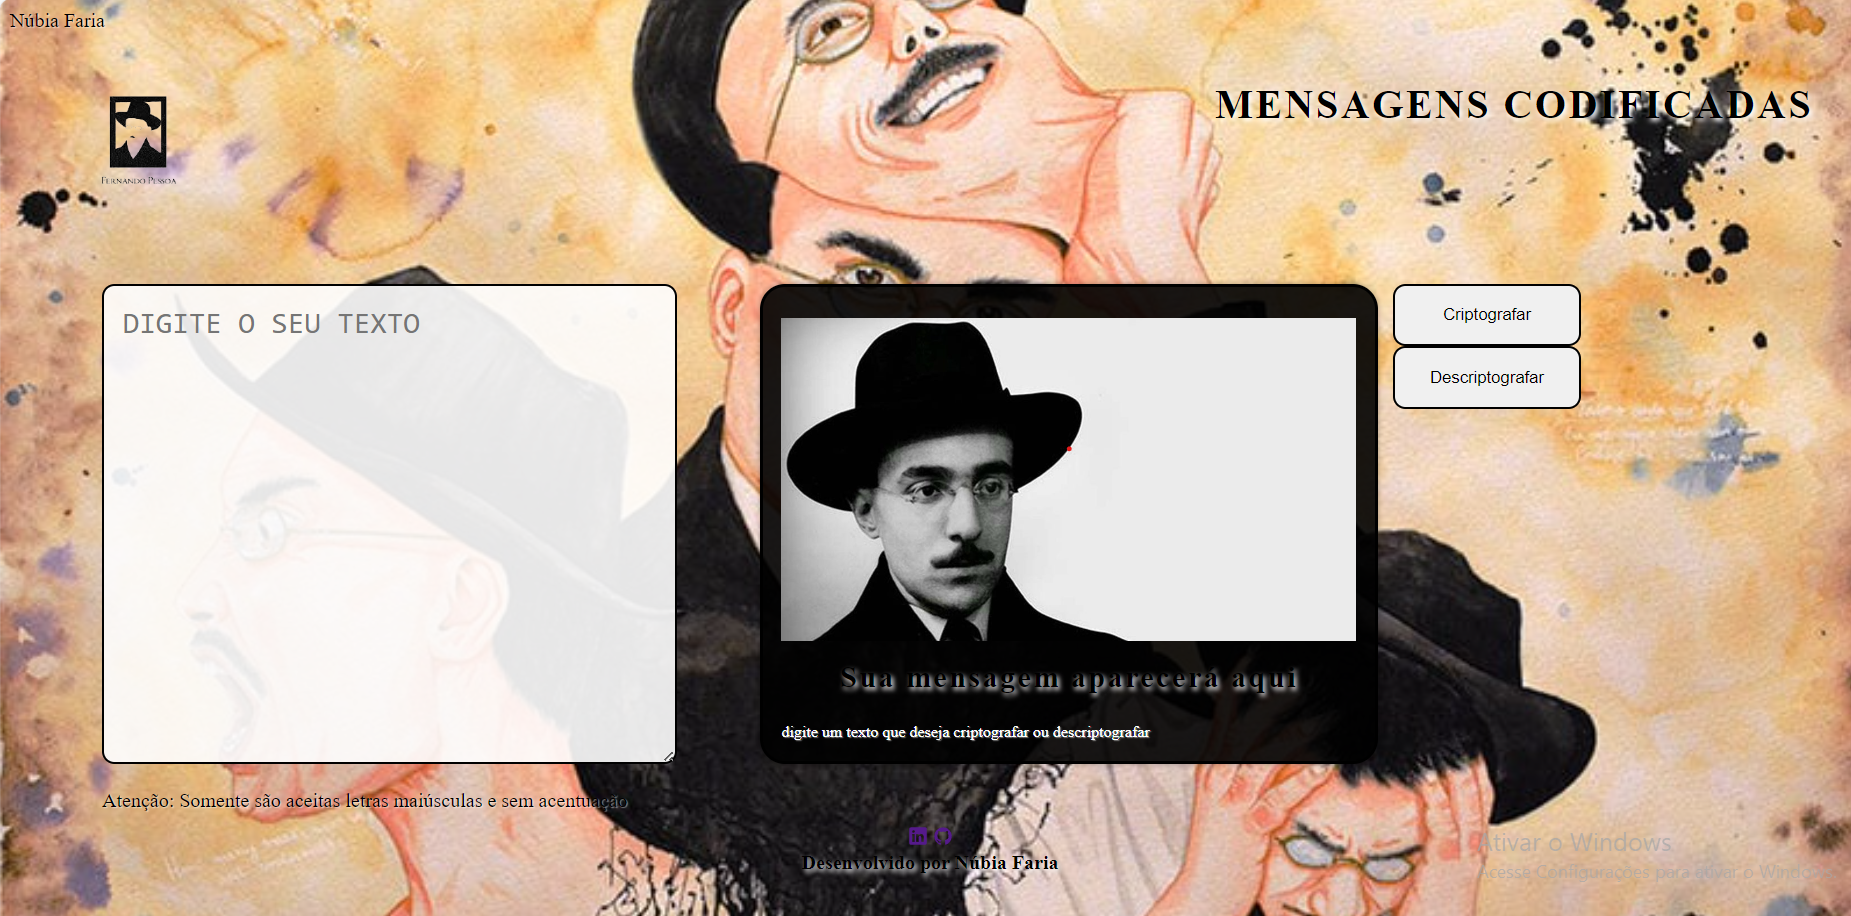 Núbia Faria
FERNANDO PESSOA
MENSAGENS CODIFICADAS
DIGITE O SEU TEXTO
Criptografar
Descriptografar
Sua mensagem aparecerá aqui
digite um texto que deseja criptografar ou descriptografar
Atenção: Somente são aceitas letras maiúsculas e sem acentuação
Desenvolvido por Núbia Faria
Ativar o Windows
Acesse Configurações para ativar o Windows.